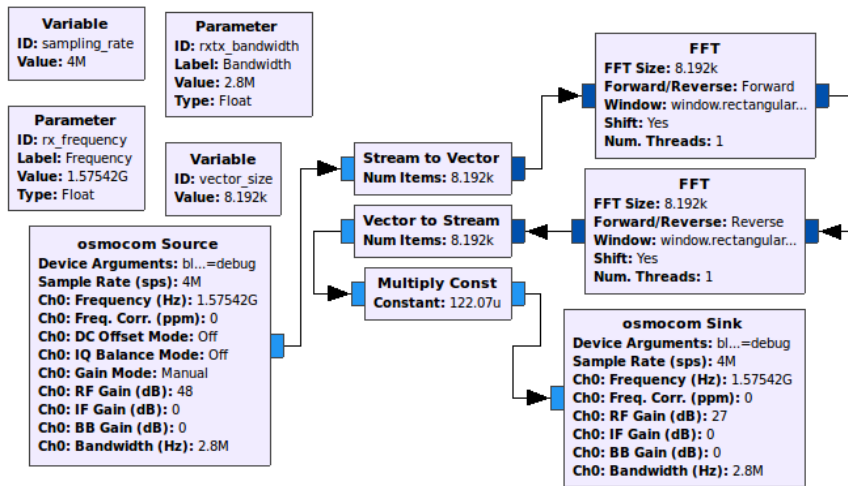 Variable
ID: sampling_rate
Value: 4M
Parameter
ID: rxtx_bandwidth
Label: Bandwidth
Value: 2.8M
Type: Float
Parameter
ID: rx_frequency
Label: Frequency
Value: 1.57542G
Type: Float
Variable
ID: vector_size
Value: 8.192k
osmocom Source
Device Arguments: bl...=debug
Sample Rate (sps): 4M
Ch0: Frequency (Hz): 1.57542G
Ch0: Freq. Corr. (ppm): 0
Ch0: DC Offset Mode: Off
Ch0: IQ Balance Mode: Off
Ch0: Gain Mode: Manual
Ch0: RF Gain (dB): 48
Ch0: IF Gain (dB): 0
Ch0: BB Gain (dB): 0
Ch0: Bandwidth (Hz): 2.8M
Stream to Vector
Num Items: 8.192k
FFT
FFT Size: 8.192k
Forward/Reverse: Forward
Window: window.rectangular...
Shift: Yes
Num. Threads: 1
FFT
FFT Size: 8.192k
Forward/Reverse: Reverse
Window: window.rectangular...
Shift: Yes
Num. Threads: 1
Vector to Stream
Num Items: 8.192k
Multiply Const
Constant: 122.07u
osmocom Sink
Device Arguments: bl...=debug
Sample Rate (sps): 4M
Ch0: Frequency (Hz): 1.57542G
Ch0: Freq. Corr. (ppm): 0
Ch0: RF Gain (dB): 27
Ch0: IF Gain (dB): 0
Ch0: BB Gain (dB): 0
Ch0: Bandwidth (Hz): 2.8M